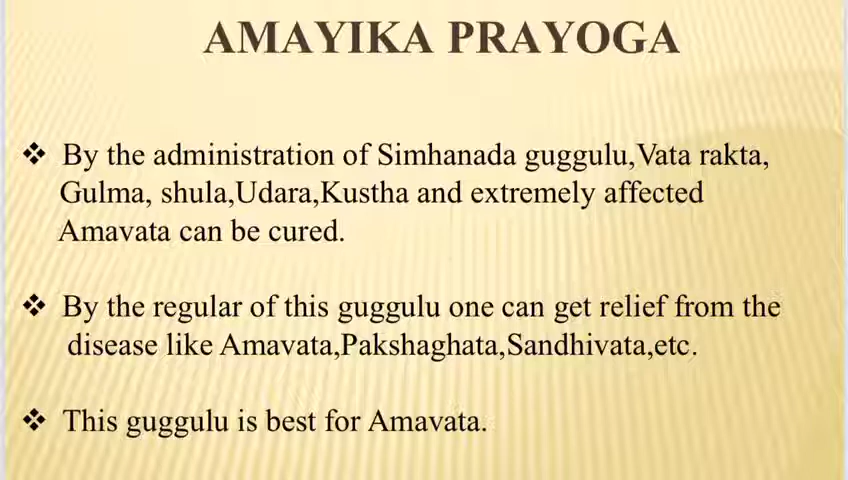 AMAYIKA PRAYOGA
❖ By the administration of Simhanada guggulu,Vata rakta,
Gulma, shula,Udara,Kustha and extremely affected
Amavata can be cured.
❖ By the regular of this guggulu one can get relief from the
disease like Amavata,Pakshaghata,Sandhivata,etc.
❖ This guggulu is best for Amavata.